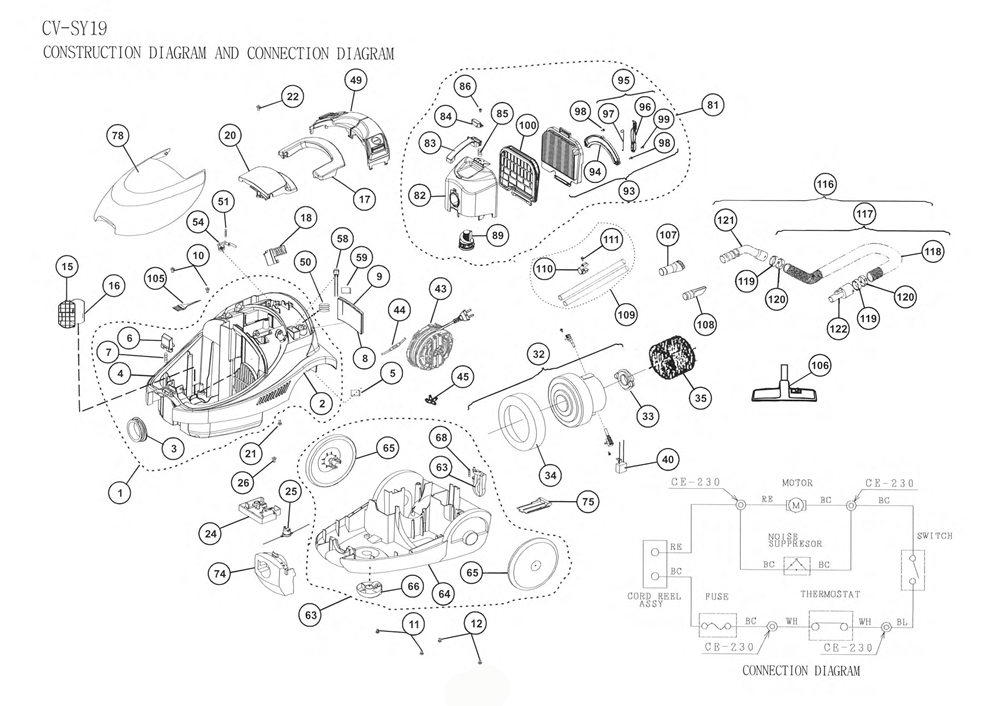 CV-SY19
CONSTRUCTION DIAGRAM AND CONNECTION DIAGRAM
49
95
22
86
96
81
98
97
84
85
100
99
78
20
83
98
94
116
17
82
93
117
51
121
54
18
89
107
118
58
111
10
50
59
110
119
15
105
9
43
120
120
16
119
109
108
122
6
44
8
7
32
4
5
106
45
35
2
33
3
21
65
68
40
1
26
63
34
25
75
24
74
65
66
64
63
11
12
CE-230
MOTOR
CE-230
RE
M
BC
BC
NOISE
SUPPRESOR
SWITCH
RE
BC
BC
BC
CORD REEL
ASSY
FUSE
THERMOSTAT
BC
WH
WH
BL
CE-230
CE-230
CONNECTION DIAGRAM